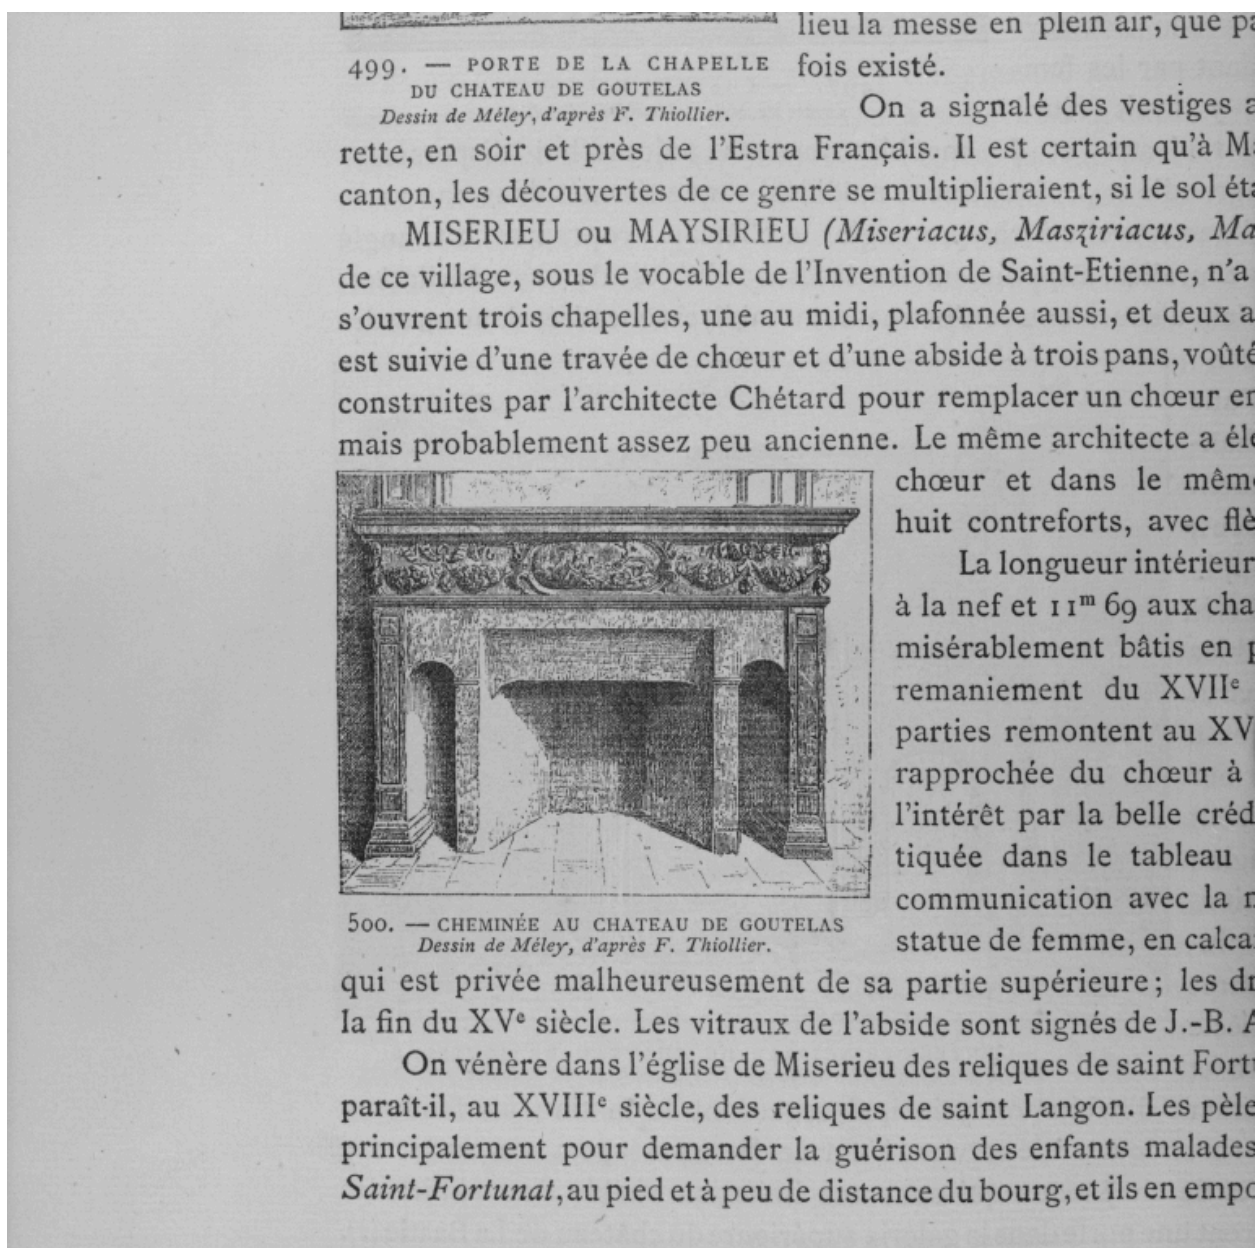 lieu la messe en plein air, que
499. — PORTE DE LA CHAPELLE
DU CHATEAU DE GOUTELAS
Dessin de Méley, d'après F. Thiollier.
fois existé.
On a signalé des vestiges
rette, en soir et près de l'Estra Français. Il est certain qu'à
canton, les découvertes de ce genre se multiplieraient, si le sol
MISERIEU ou MAYSIRIEU (Miseriacus, Masziriacus,
de ce village, sous le vocable de l'Invention de Saint-Etienne, n'a
s'ouvrent trois chapelles, une au midi, plafonnée aussi, et deux
est suivie d'une travée de chœur et d'une abside à trois pans,
construites par l'architecte Chétard pour remplacer un chœur
mais probablement assez peu ancienne. Le même architecte a
chœur et dans le même
huit contreforts, avec
La longueur intérieur
à la nef et 11m 69 aux
misérablement bâtis en
remaniement du XVIIe
parties remontent au
rapprochée du chœur à
l'intérêt par la belle
tiquée dans le tableau
communication avec la
500. — CHEMINÉE AU CHATEAU DE GOUTELAS
Dessin de Méley, d'après F. Thiollier.
statue de femme, en
qui est privée malheureusement de sa partie supérieure ; les
la fin du XVe siècle. Les vitraux de l'abside sont signés de J.-B.
On vénère dans l'église de Miserieu des reliques de saint
paraît-il, au XVIIIe siècle, des reliques de saint Langon. Les
principalement pour demander la guérison des enfants malades
Saint-Fortunat, au pied et à peu de distance du bourg, et ils en